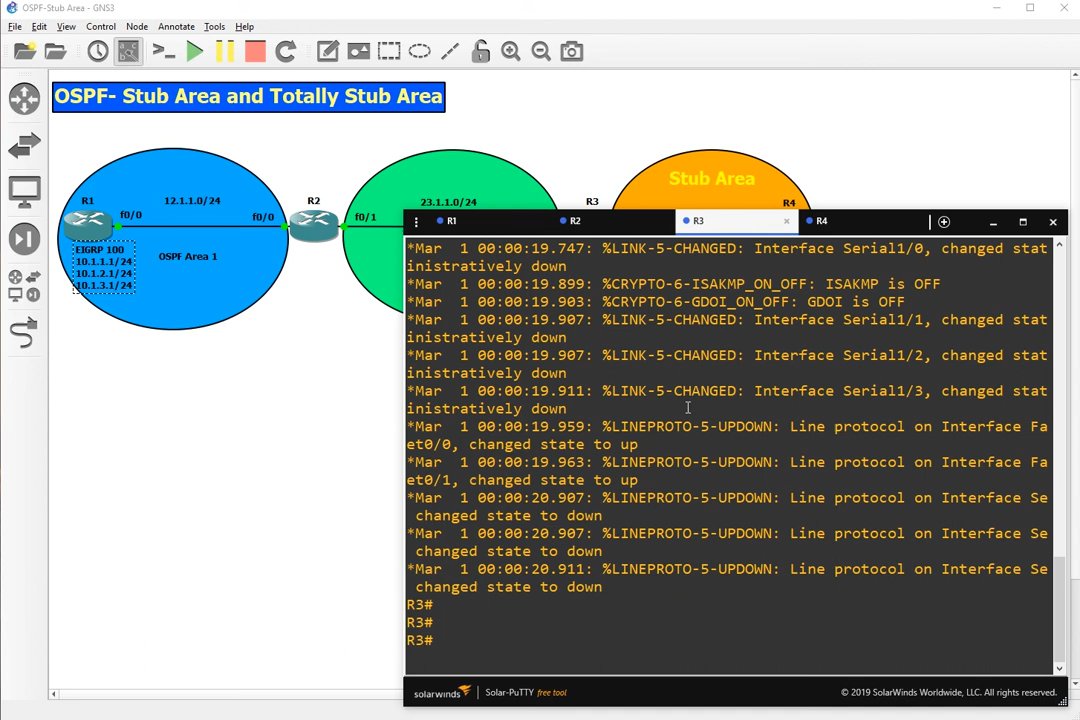 OSPF-Stub Area - GNS3
File Edit View Control Node Annotate Tools Help
OSPF- Stub Area and Totally Stub Area
R1 12.1.1.0/24 R2 23.1.1.0/24 R3 Stub Area R4
f0/0 f0/0 f0/1
EIGRP 100
10.1.1.1/24
10.1.2.1/24
10.1.3.1/24
OSPF Area 1
R1 R2 R3 × R4
*Mar  1 00:00:19.747: %LINK-5-CHANGED: Interface Serial1/0, changed stat
inistratively down
*Mar  1 00:00:19.899: %CRYPTO-6-ISAKMP_ON_OFF: ISAKMP is OFF
*Mar  1 00:00:19.903: %CRYPTO-6-GDOI_ON_OFF: GDOI is OFF
*Mar  1 00:00:19.907: %LINK-5-CHANGED: Interface Serial1/1, changed stat
inistratively down
*Mar  1 00:00:19.907: %LINK-5-CHANGED: Interface Serial1/2, changed stat
inistratively down
*Mar  1 00:00:19.911: %LINK-5-CHANGED: Interface Serial1/3, changed stat
inistratively down
*Mar  1 00:00:19.959: %LINEPROTO-5-UPDOWN: Line protocol on Interface Fa
et0/0, changed state to up
*Mar  1 00:00:19.963: %LINEPROTO-5-UPDOWN: Line protocol on Interface Fa
et0/1, changed state to up
*Mar  1 00:00:20.907: %LINEPROTO-5-UPDOWN: Line protocol on Interface Se
 changed state to down
*Mar  1 00:00:20.907: %LINEPROTO-5-UPDOWN: Line protocol on Interface Se
 changed state to down
*Mar  1 00:00:20.911: %LINEPROTO-5-UPDOWN: Line protocol on Interface Se
 changed state to down
R3#
R3#
R3#
solarwinds Solar-PuTTY free tool © 2019 SolarWinds Worldwide, LLC. All rights reserved.